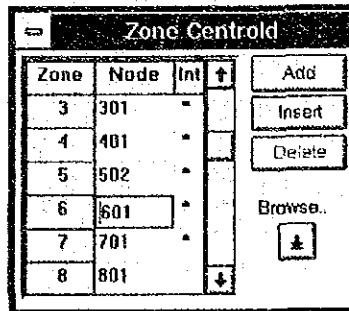 Zone Centroid
Zone Node Int
3 301 *
4 401 *
5 502 *
6 601 *
7 701 *
8 801
Add
Insert
Delete
Browse..